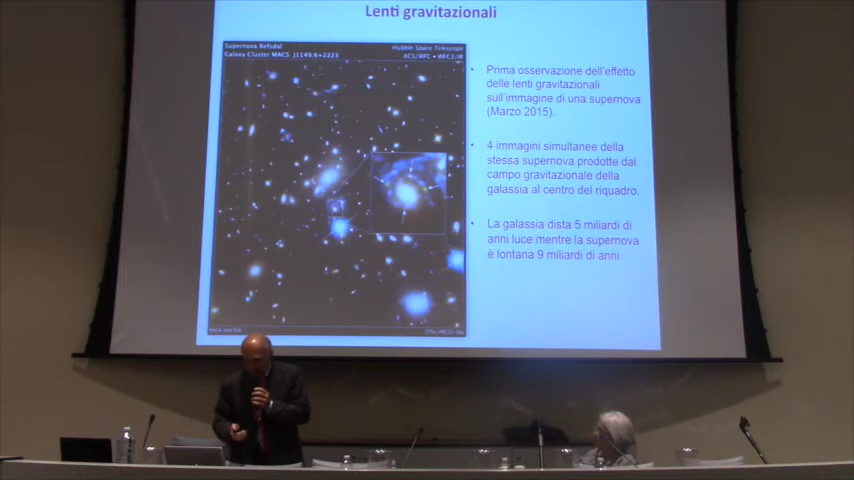 Lenti gravitazionali
Supernova Refsdal
Galaxy Cluster MACS J1149.6+2223
Hubble Space Telescope
ACS/WFC • WFC3/IR
Prima osservazione dell'effetto
delle lenti gravitazionali
sull'immagine di una supernova
(Marzo 2015).
4 immagini simultanee della
stessa supernova prodotte dal
campo gravitazionale della
galassia al centro del riquadro.
La galassia dista 5 miliardi di
anni luce mentre la supernova
è lontana 9 miliardi di anni
NASA and ESA